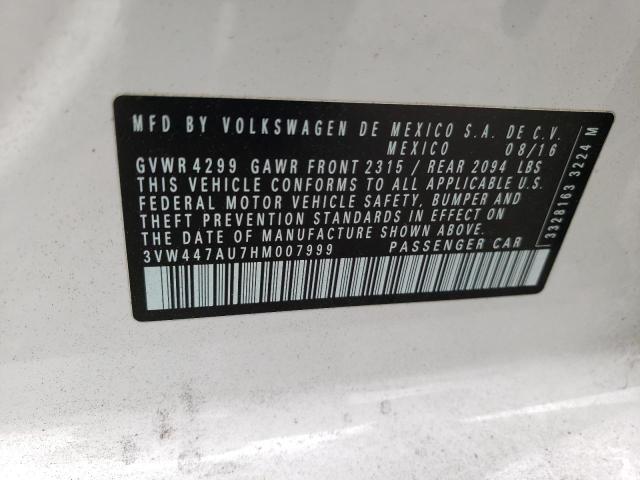 MFD BY VOLKSWAGEN DE MEXICO S.A. DE C.V.
MEXICO 08/16
GVWR 4299 GAWR FRONT 2315 / REAR 2094 LBS
THIS VEHICLE CONFORMS TO ALL APPLICABLE U.S.
FEDERAL MOTOR VEHICLE SAFETY, BUMPER AND
THEFT PREVENTION STANDARDS IN EFFECT ON
THE DATE OF MANUFACTURE SHOWN ABOVE.
3VW447AU7HM007999 PASSENGER CAR
3328163 3224 M